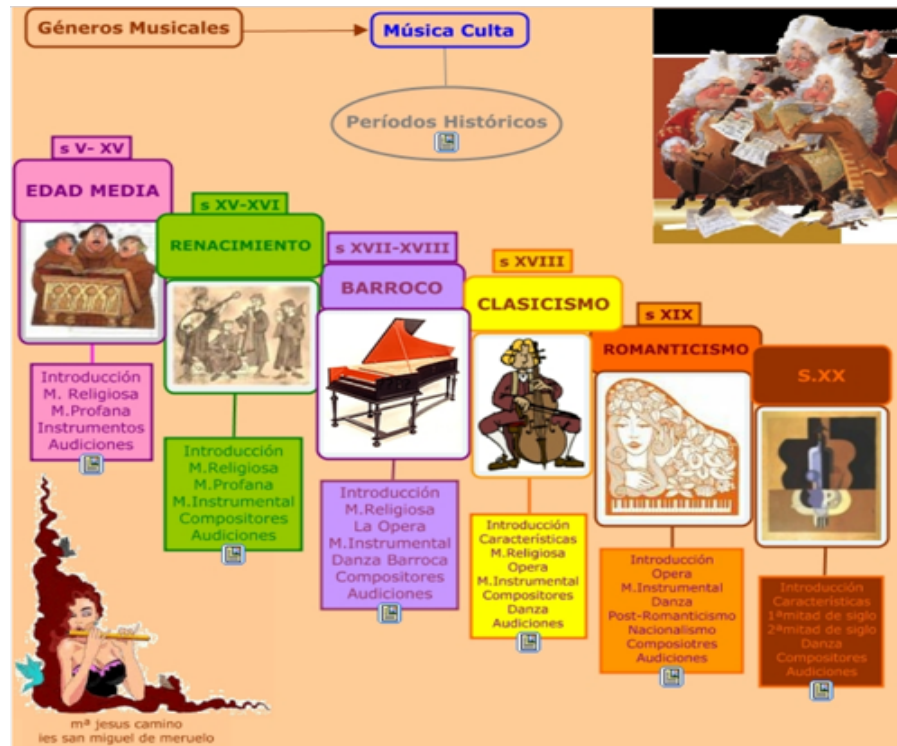 Géneros Musicales
Música Culta
Períodos Históricos
s V- XV
EDAD MEDIA
Introducción
M. Religiosa
M.Profana
Instrumentos
Audiciones
s XV-XVI
RENACIMIENTO
Introducción
M.Religiosa
M.Profana
M.Instrumental
Compositores
Audiciones
s XVII-XVIII
BARROCO
Introducción
M.Religiosa
La Opera
M.Instrumental
Danza Barroca
Compositores
Audiciones
s XVIII
CLASICISMO
Introducción
Características
M.Religiosa
Opera
M.Instrumental
Compositores
Danza
Audiciones
s XIX
ROMANTICISMO
Introducción
Opera
M.Instrumental
Danza
Post-Romanticismo
Nacionalismo
Composiotres
Audiciones
S.XX
Introducción
Características
1ªmitad de siglo
2ªmitad de siglo
Danza
Compositores
Audiciones
mª jesus camino
ies san miguel de meruelo